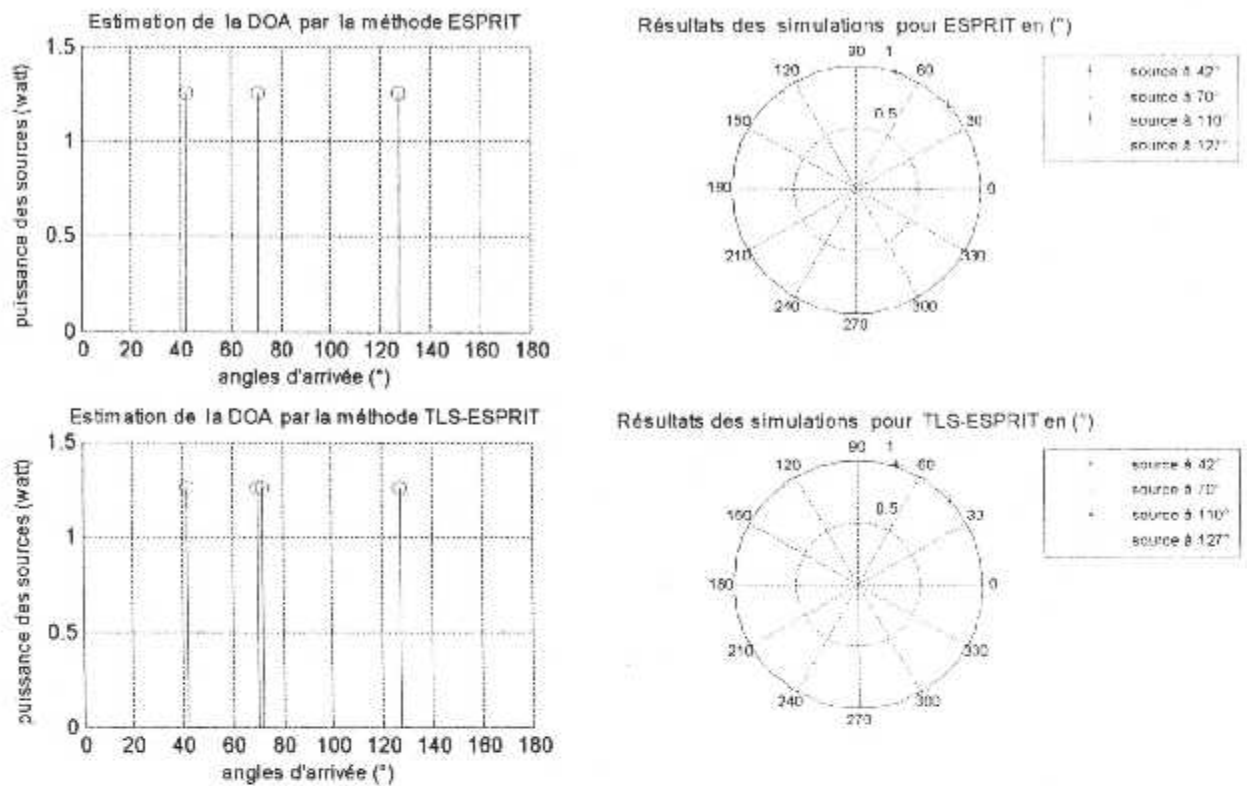 Estimation de la DOA par la méthode ESPRIT
puissance des sources (watt)
1.5
1
0.5
0
0 20 40 60 80 100 120 140 160 180
angles d'arrivée (°)
Résultats des simulations pour ESPRIT en (°)
90 1
120 60
0.5
150 30
180 0
210 330
240 300
270
source à 42°
source à 70°
source à 110°
source à 127°
Estimation de la DOA par la méthode TLS-ESPRIT
puissance des sources (watt)
1.5
1
0.5
0
0 20 40 60 80 100 120 140 160 180
angles d'arrivée (°)
Résultats des simulations pour TLS-ESPRIT en (°)
90 1
120 60
0.5
150 30
180 0
210 330
240 300
270
source à 42°
source à 70°
source à 110°
source à 127°